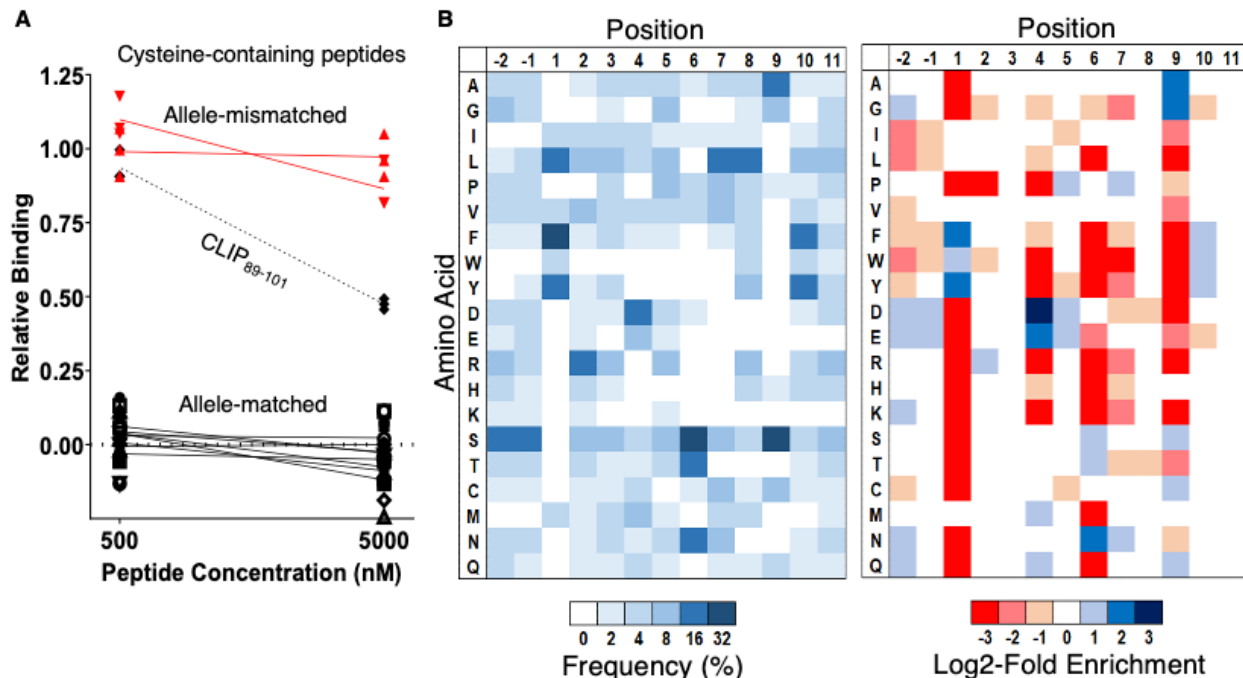 A
Cysteine-containing peptides
1.25
1.00
0.75
0.50
0.25
0.00
Relative Binding
Allele-mismatched
CLIP89-101
Allele-matched
500
5000
Peptide Concentration (nM)
B
Position
-2 -1 1 2 3 4 5 6 7 8 9 10 11
Amino Acid
A
G
I
L
P
V
F
W
Y
D
E
R
H
K
S
T
C
M
N
Q
0 2 4 8 16 32
Frequency (%)
Position
-2 -1 1 2 3 4 5 6 7 8 9 10 11
A
G
I
L
P
V
F
W
Y
D
E
R
H
K
S
T
C
M
N
Q
-3 -2 -1 0 1 2 3
Log2-Fold Enrichment